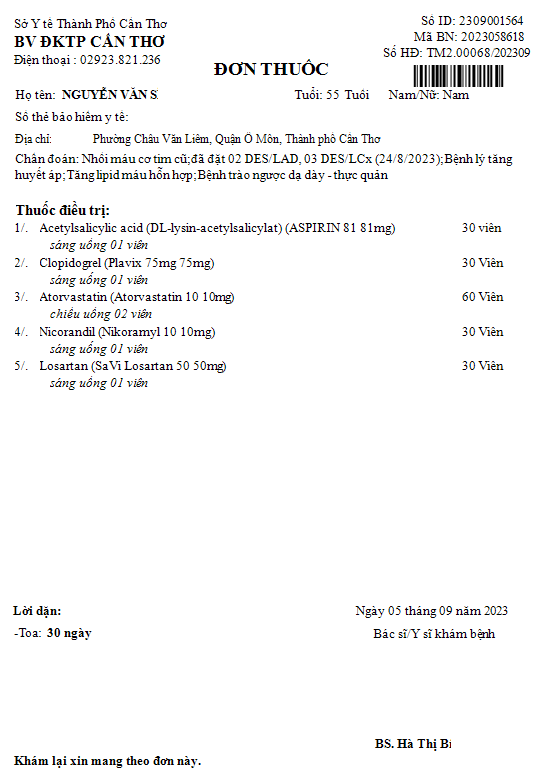 Sở Y tế Thành Phố Cần Thơ
BV ĐKTP CẦN THƠ
Điện thoại : 02923.821.236
Số ID: 2309001564
Mã BN: 2023058618
Số HĐ: TM2.00068/202309
ĐƠN THUỐC
Họ tên: NGUYỄN VĂN S
Tuổi: 55 Tuổi Nam/Nữ: Nam
Số thẻ bảo hiểm y tế:
Địa chỉ: Phường Châu Văn Liêm, Quận Ô Môn, Thành phố Cần Thơ
Chẩn đoán: Nhồi máu cơ tim cũ;đã đặt 02 DES/LAD, 03 DES/LCx (24/8/2023);Bệnh lý tăng
huyết áp;Tăng lipid máu hỗn hợp;Bệnh trào ngược dạ dày - thực quản
Thuốc điều trị:
1/. Acetylsalicylic acid (DL-lysin-acetylsalicylat) (ASPIRIN 81 81mg) 30 viên
sáng uống 01 viên
2/. Clopidogrel (Plavix 75mg 75mg) 30 Viên
sáng uống 01 viên
3/. Atorvastatin (Atorvastatin 10 10mg) 60 Viên
chiều uống 02 viên
4/. Nicorandil (Nikoramyl 10 10mg) 30 Viên
sáng uống 01 viên
5/. Losartan (SaVi Losartan 50 50mg) 30 Viên
sáng uống 01 viên
Lời dặn:
-Toa: 30 ngày
Ngày 05 tháng 09 năm 2023
Bác sĩ/Y sĩ khám bệnh
BS. Hà Thị Bí
Khám lại xin mang theo đơn này.